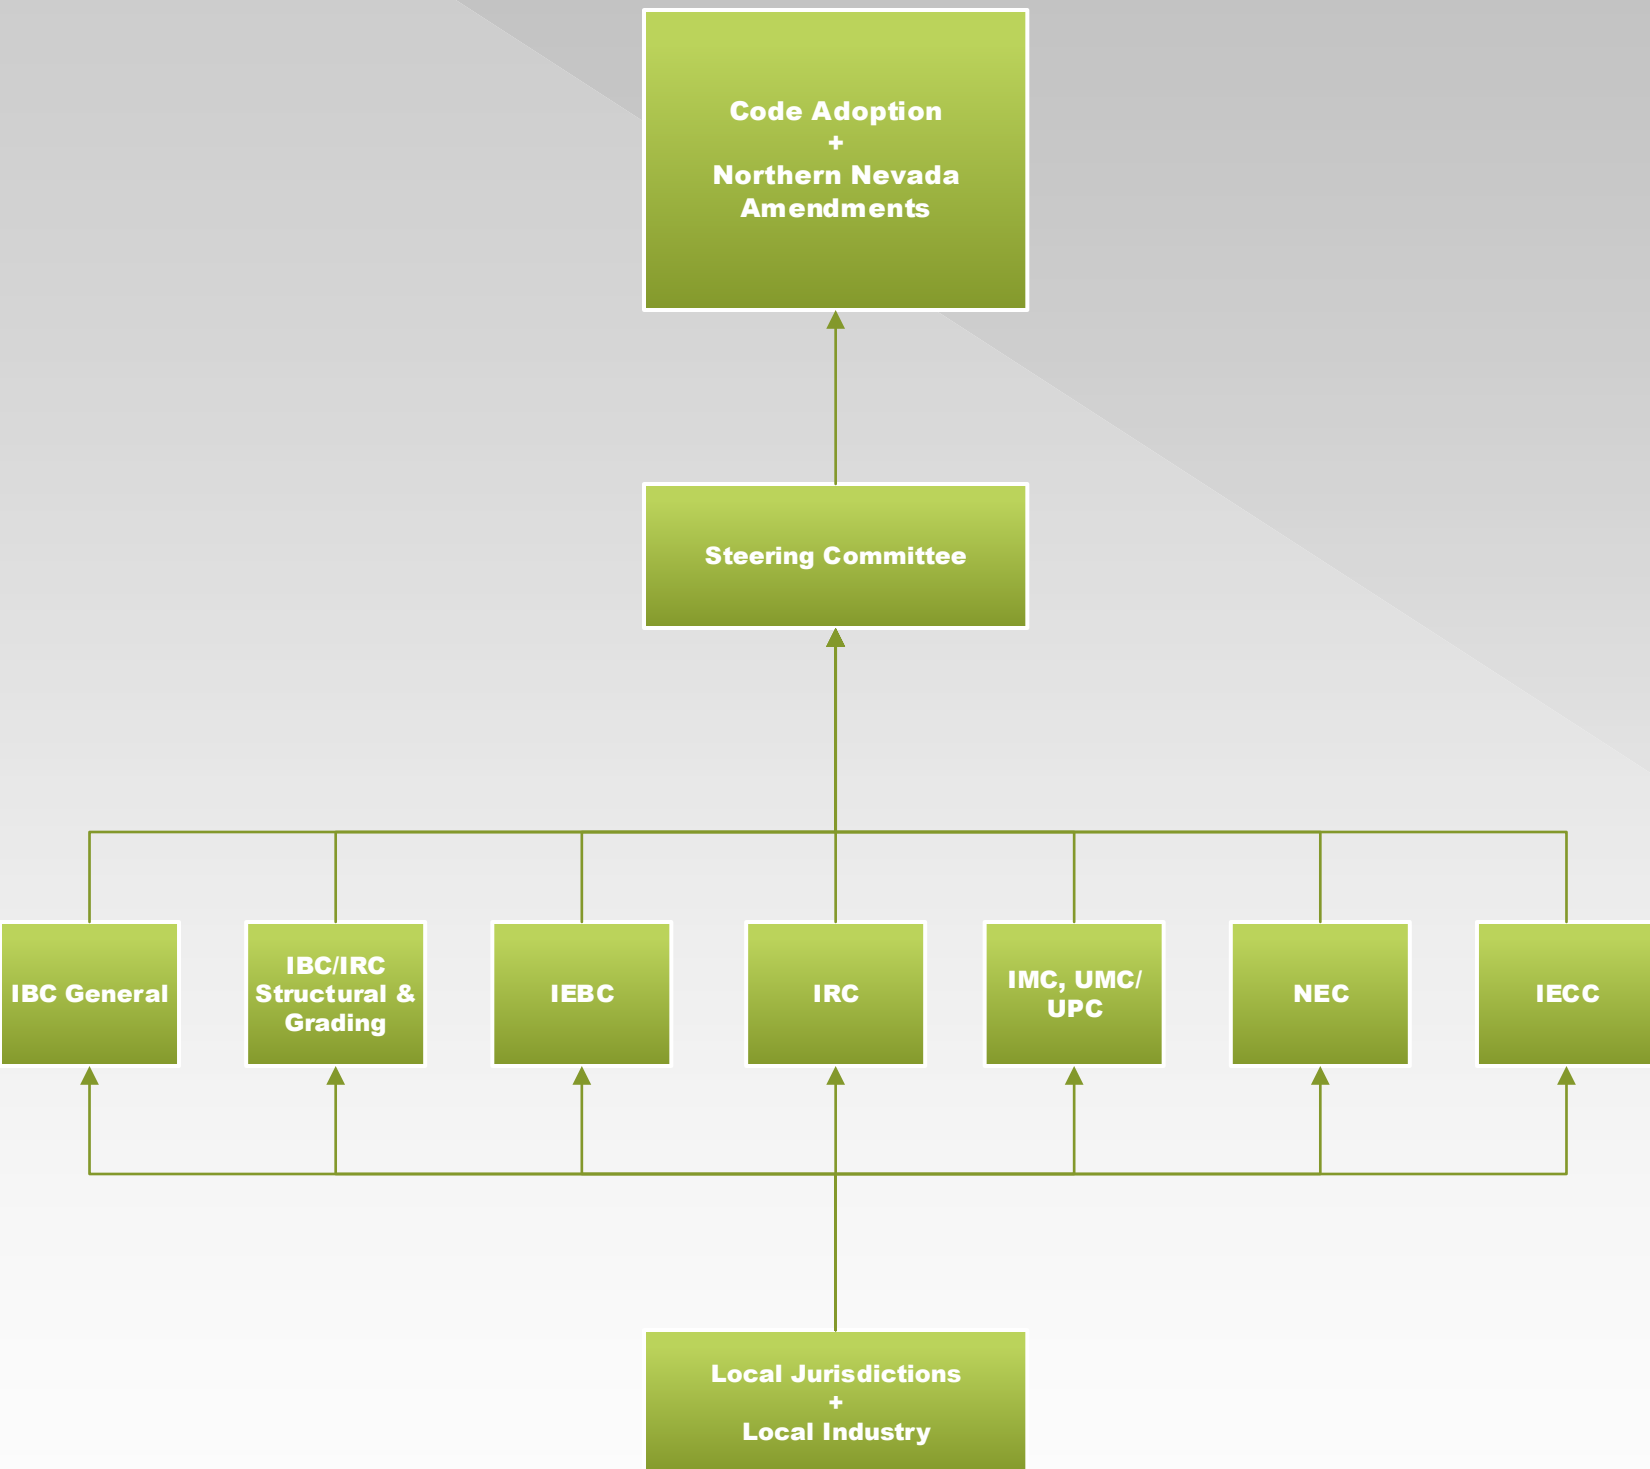 Code Adoption
+
Northern Nevada
Amendments
Steering Committee
IBC General
IBC/IRC
Structural &
Grading
IEBC
IRC
IMC, UMC/
UPC
NEC
IECC
Local Jurisdictions
+
Local Industry